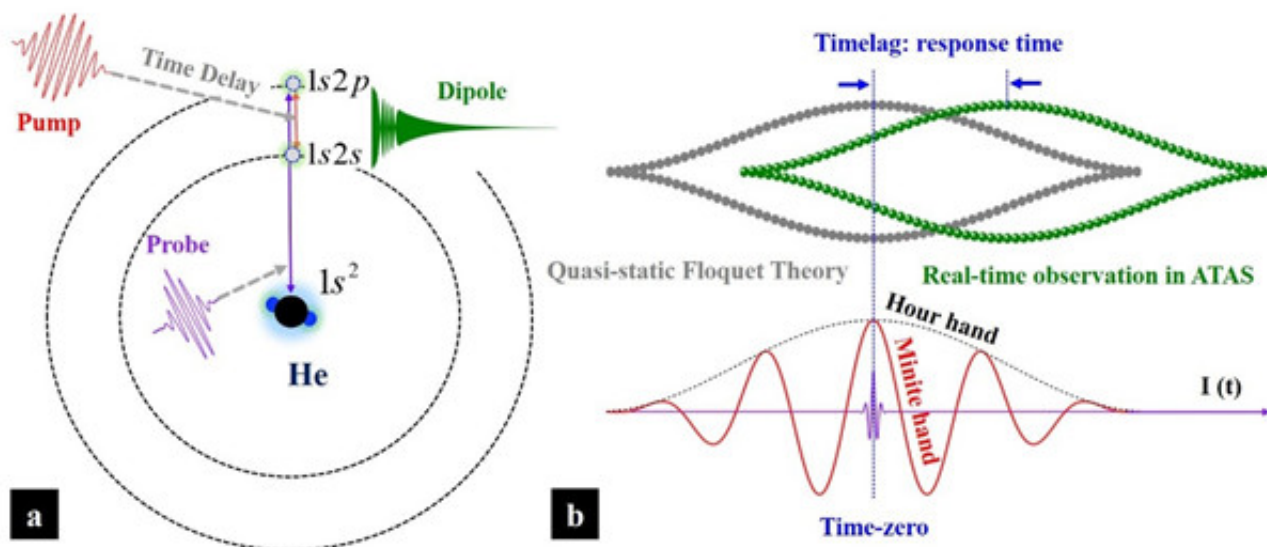 Pump
Time Delay
1s2p
Dipole
1s2s
Probe
1s²
He
a
Timelag: response time
Quasi-static Floquet Theory
Real-time observation in ATAS
Hour hand
Minite hand
I (t)
Time-zero
b